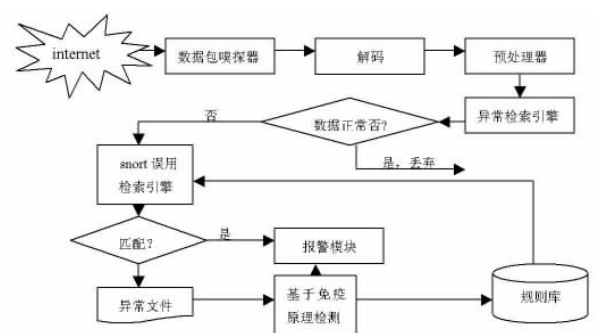 internet
数据包嗅探器
解码
预处理器
异常检索引擎
数据正常否?
否
是，丢弃
snort 误用
检索引擎
匹配?
是
报警模块
异常文件
基于免疫
原理检测
规则库